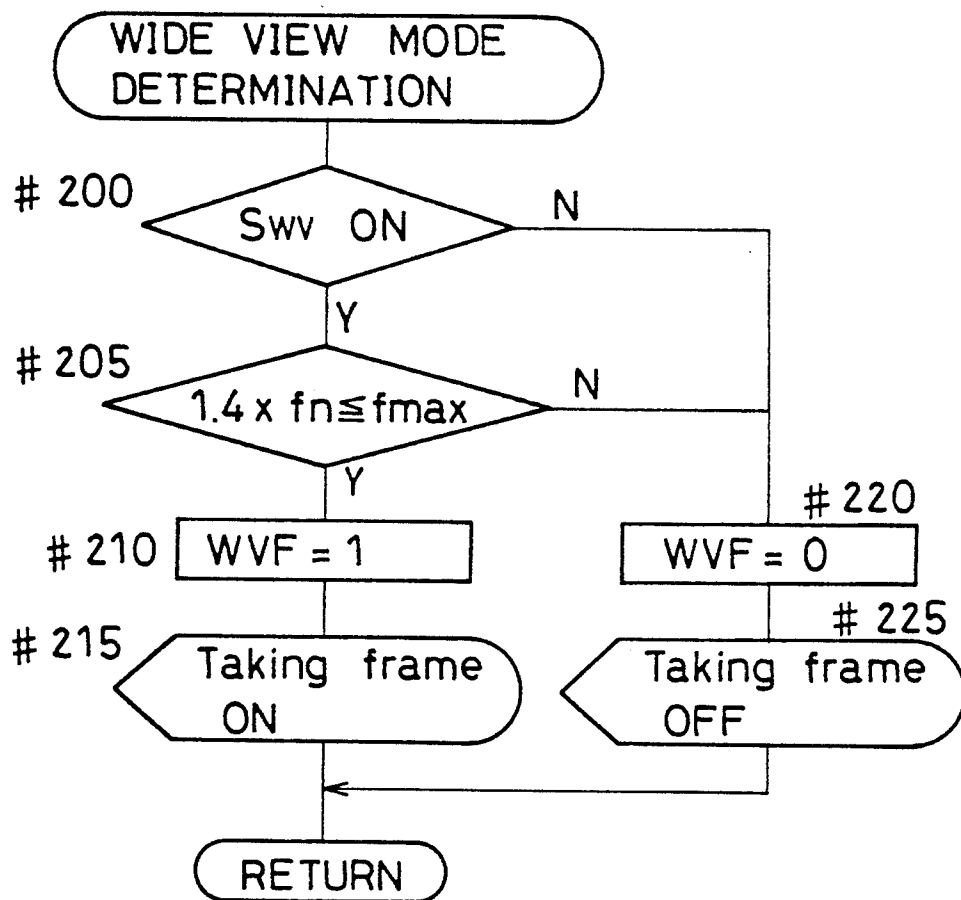 WIDE VIEW MODE
DETERMINATION
# 200
Swv ON
N
Y
# 205
1.4 x fn≦fmax
N
Y
# 210
WVF = 1
# 220
WVF = 0
# 215
Taking frame
ON
# 225
Taking frame
OFF
RETURN